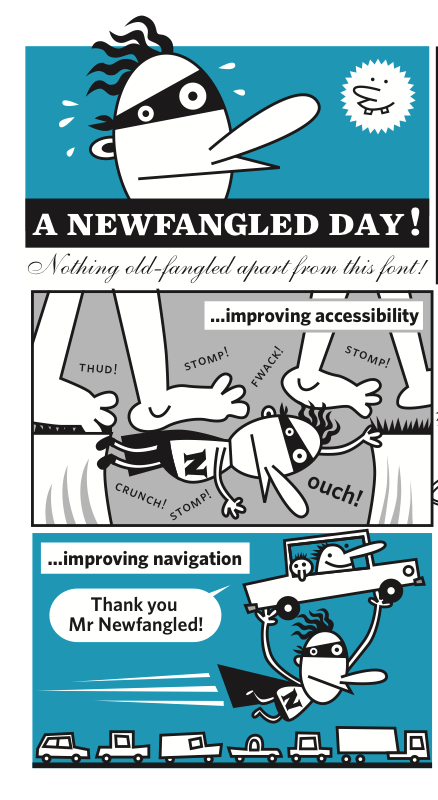 A NEWFANGLED DAY!
Nothing old-fangled apart from this font!
...improving accessibility
THUD!
STOMP!
FWACK!
STOMP!
CRUNCH!
STOMP!
ouch!
N
...improving navigation
Thank you
Mr Newfangled!
N